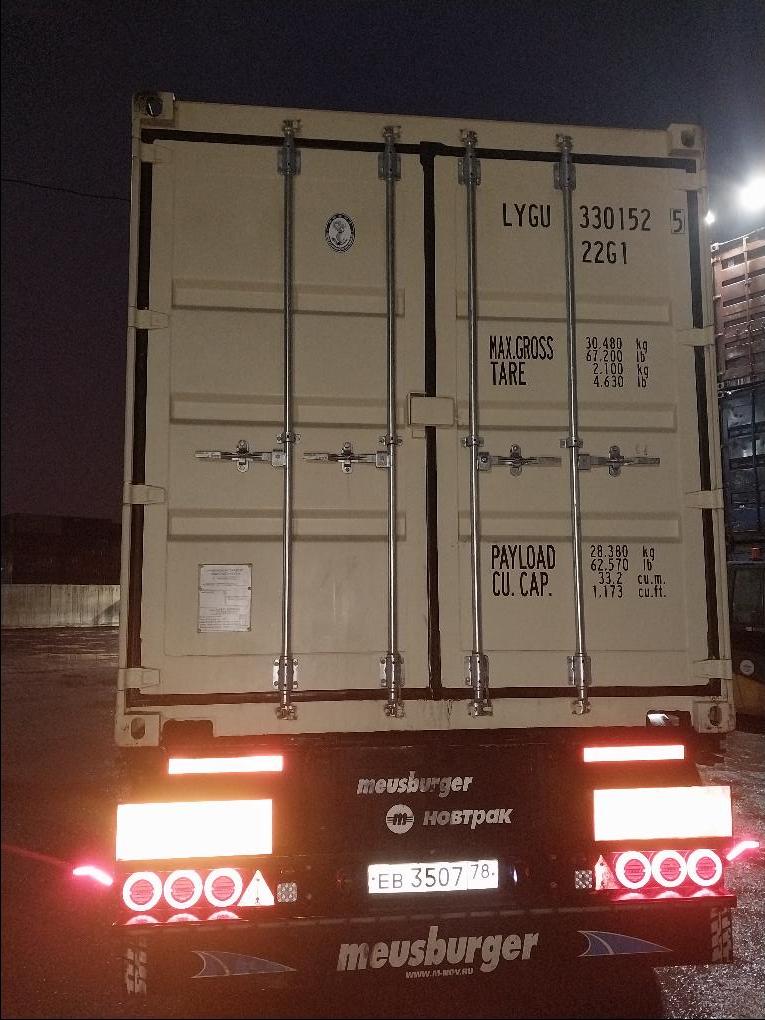 LYGU 330152 5
22G1
MAX.GROSS 30.480 kg
67.200 lb
TARE 2.100 kg
4.630 lb
PAYLOAD 28.380 kg
62.570 lb
CU. CAP. 33,2 cu.m.
1,173 cu.ft.
meusburger
новтрак
ЕВ 3507 78
meusburger
WWW.M-NOV.RU